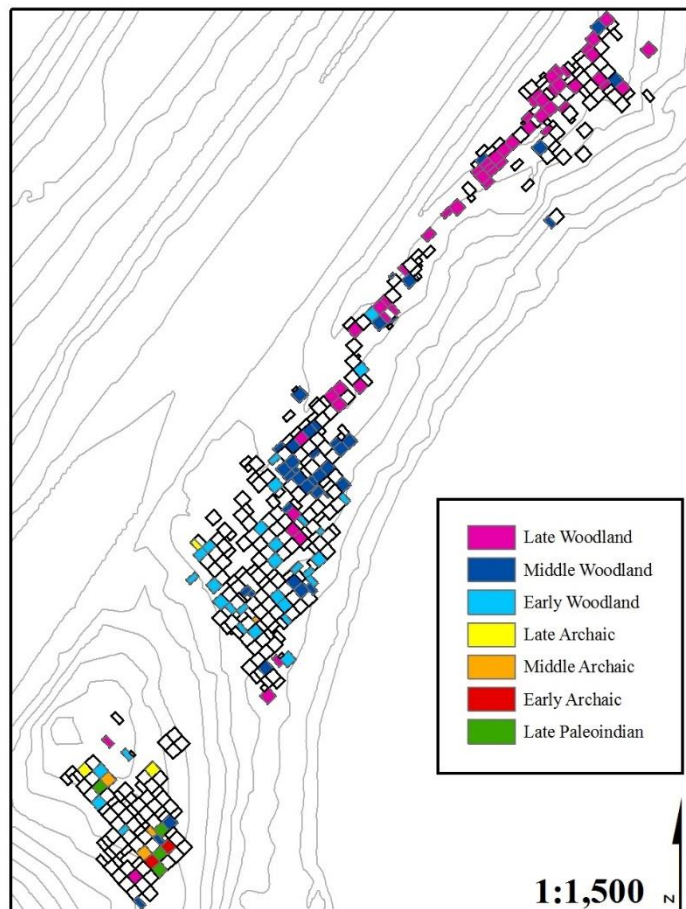 Late Woodland
Middle Woodland
Early Woodland
Late Archaic
Middle Archaic
Early Archaic
Late Paleoindian
1:1,500
N